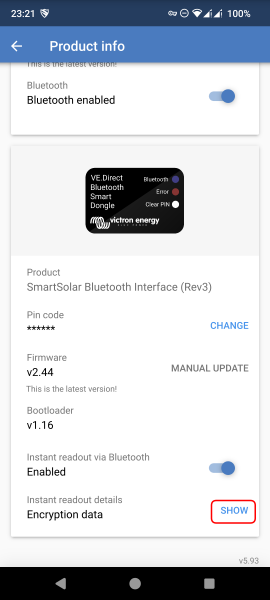 23:21 100%
Product info
This is the latest version!
Bluetooth
Bluetooth enabled
VE.Direct
Bluetooth
Smart
Dongle
Bluetooth
Error
Clear PIN
victron energy
BLUE POWER
Product
SmartSolar Bluetooth Interface (Rev3)
Pin code
******
CHANGE
Firmware
v2.44
MANUAL UPDATE
This is the latest version!
Bootloader
v1.16
Instant readout via Bluetooth
Enabled
Instant readout details
Encryption data
SHOW
v5.93